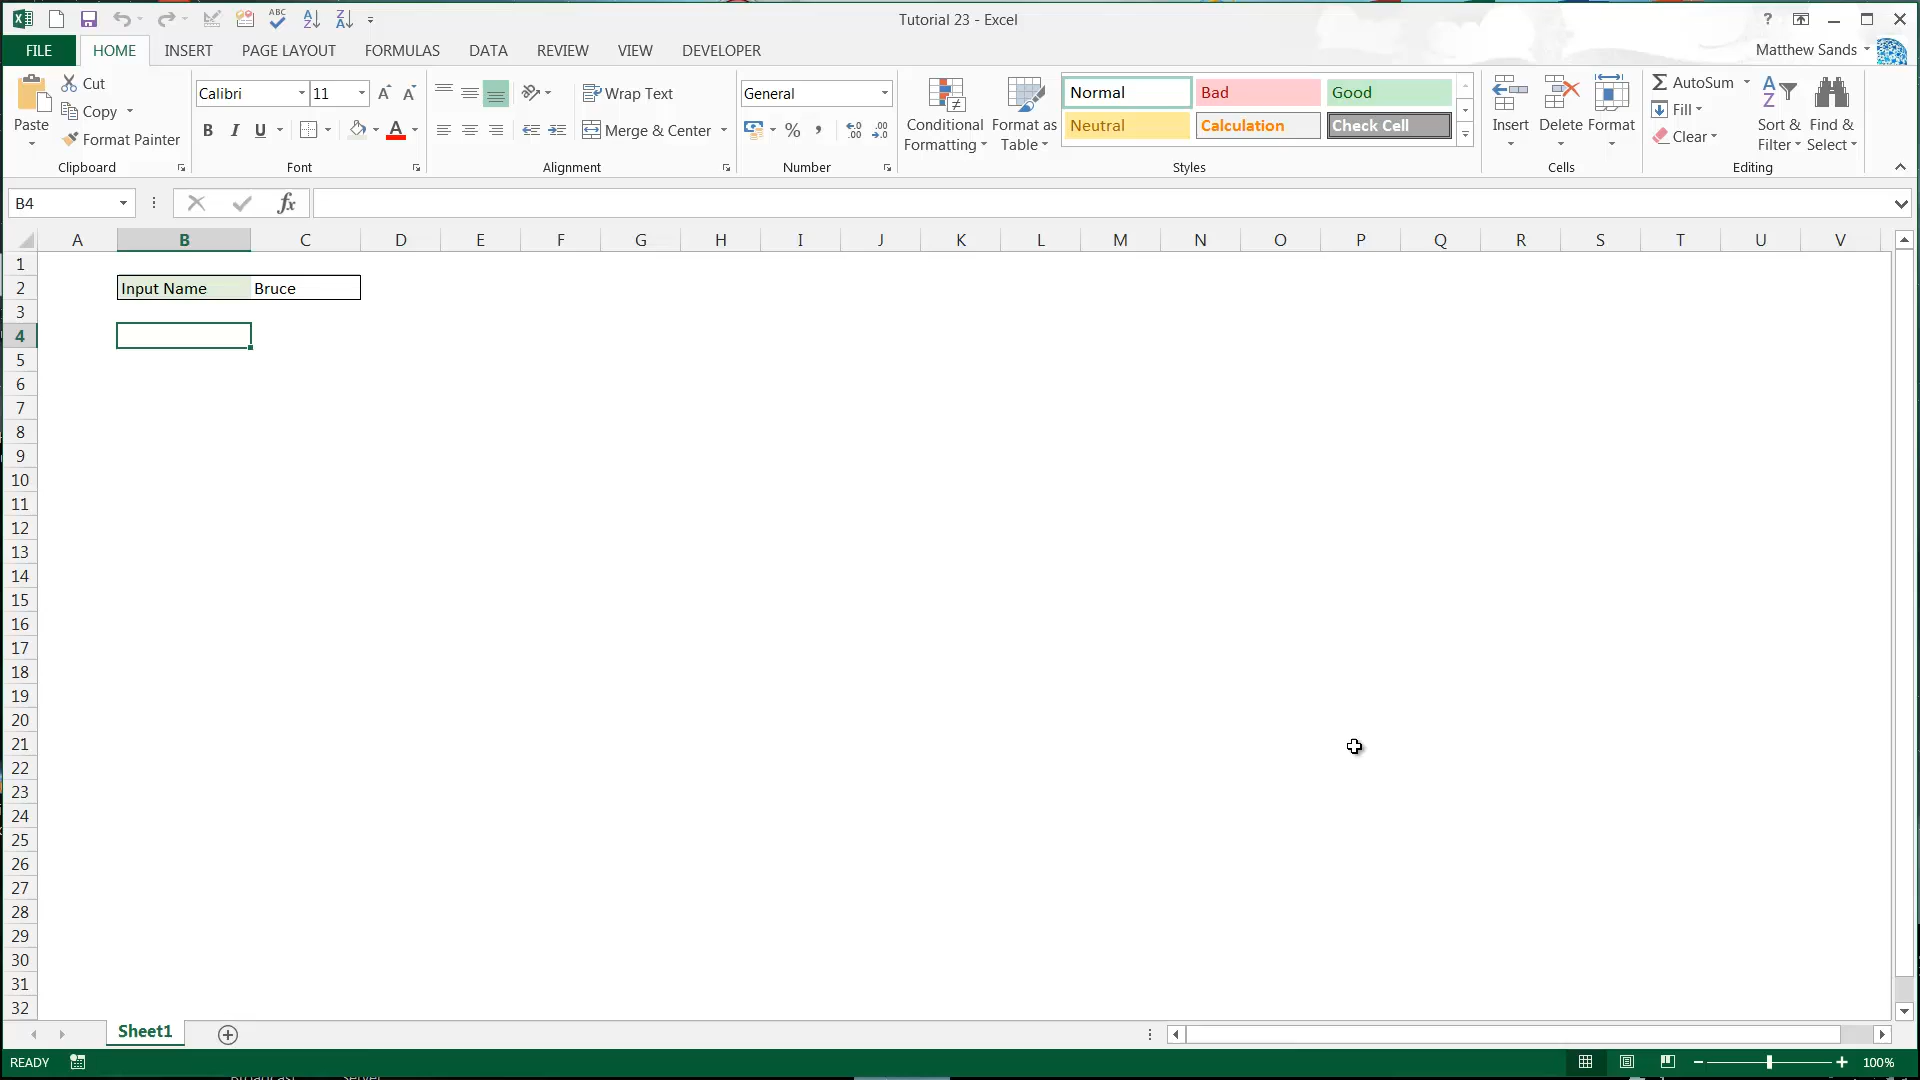 Tutorial 23 - Excel
FILE HOME INSERT PAGE LAYOUT FORMULAS DATA REVIEW VIEW DEVELOPER Matthew Sands
Paste
Cut
Copy
Format Painter
Clipboard
Calibri 11
B I U
Font
Wrap Text
Merge & Center
Alignment
General
Number
Conditional Formatting
Format as Table
Normal Bad Good
Neutral Calculation Check Cell
Styles
Insert Delete Format
Cells
AutoSum
Fill
Clear
Sort & Filter
Find & Select
Editing
B4
fx
A B C D E F G H I J K L M N O P Q R S T U V
1
2 Input Name Bruce
3
4
5
6
7
8
9
10
11
12
13
14
15
16
17
18
19
20
21
22
23
24
25
26
27
28
29
30
31
32
Sheet1
READY 100%